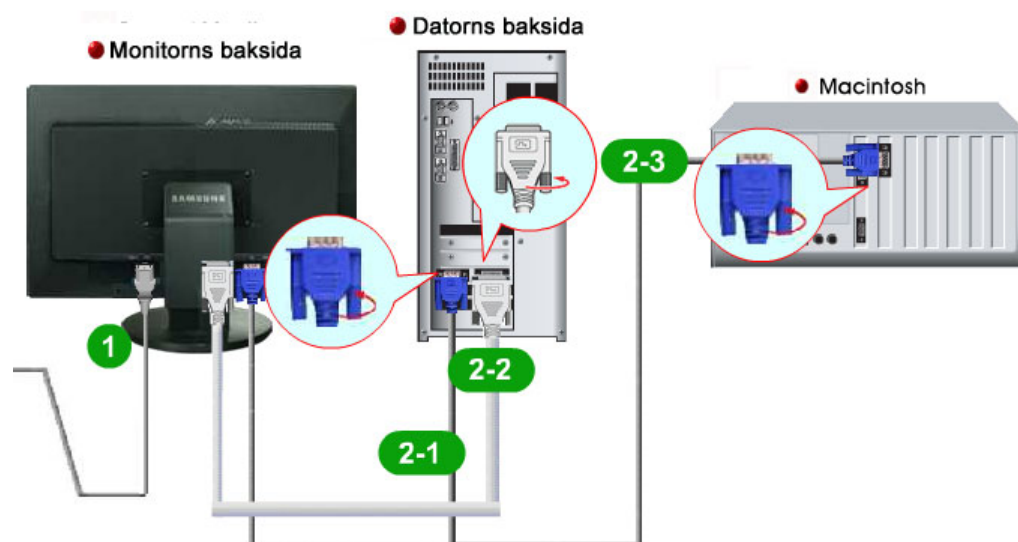 Monitorns baksida
Datorns baksida
Macintosh
SAMSUNG
1
2-1
2-2
2-3